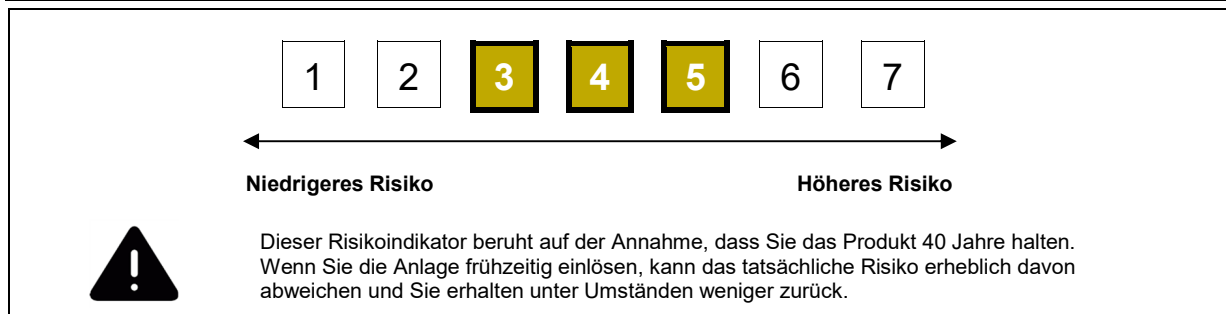 1 2 3 4 5 6 7
Niedrigeres Risiko Höheres Risiko
Dieser Risikoindikator beruht auf der Annahme, dass Sie das Produkt 40 Jahre halten.
Wenn Sie die Anlage frühzeitig einlösen, kann das tatsächliche Risiko erheblich davon
abweichen und Sie erhalten unter Umständen weniger zurück.